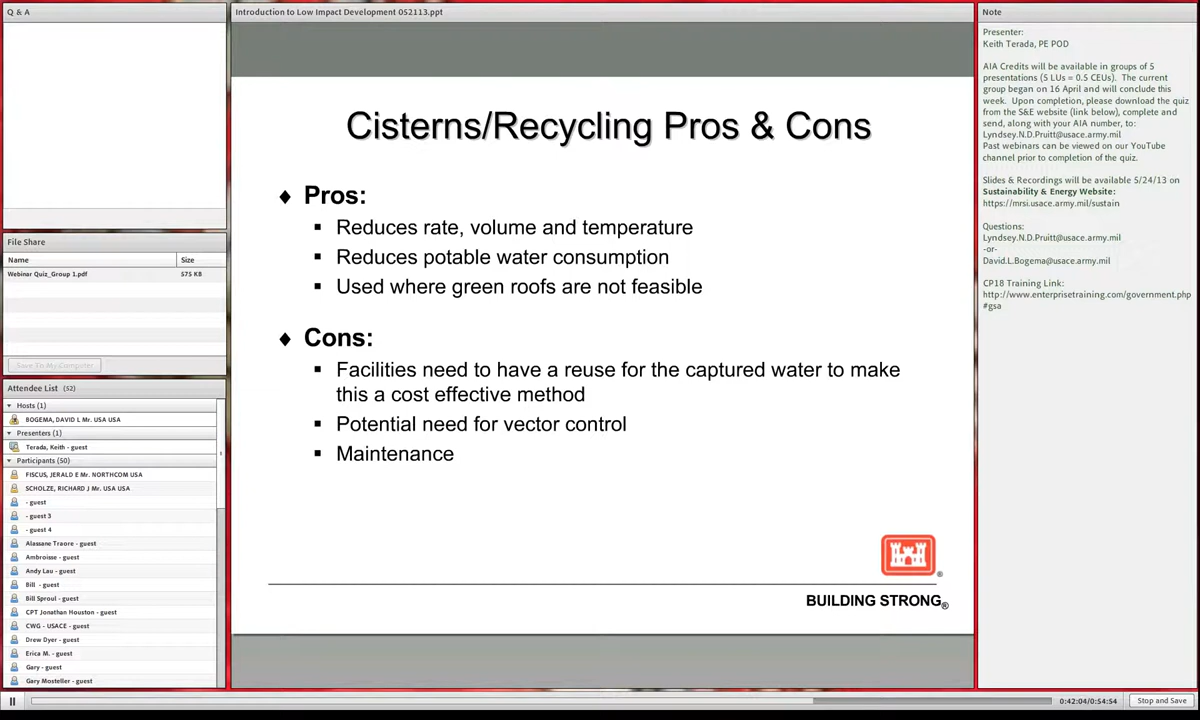 Q & A
File Share
Name Size
Webinar Quiz_Group 1.pdf 575 KB
Save To My Computer
Attendee List (52)
Hosts (1)
BOGEMA, DAVID L Mr. USA USA
Presenters (1)
Terada, Keith - guest
Participants (50)
FISCUS, JERALD E Mr. NORTHCOM USA
SCHOLZE, RICHARD J Mr. USA USA
- guest
- guest 3
- guest 4
Alassane Traore - guest
Ambroisse - guest
Andy Lau - guest
Bill - guest
Bill Sproul - guest
CPT Jonathan Houston - guest
CWG - USACE - guest
Drew Dyer - guest
Erica M. - guest
Gary - guest
Gary Mosteller - guest
Introduction to Low Impact Development 052113.ppt
Cisterns/Recycling Pros & Cons
♦ Pros:
▪ Reduces rate, volume and temperature
▪ Reduces potable water consumption
▪ Used where green roofs are not feasible
♦ Cons:
▪ Facilities need to have a reuse for the captured water to make
this a cost effective method
▪ Potential need for vector control
▪ Maintenance
®
BUILDING STRONG®
Note
Presenter:
Keith Terada, PE POD
AIA Credits will be available in groups of 5
presentations (5 LUs = 0.5 CEUs). The current
group began on 16 April and will conclude this
week. Upon completion, please download the quiz
from the S&E website (link below), complete and
send, along with your AIA number, to:
Lyndsey.N.D.Pruitt@usace.army.mil
Past webinars can be viewed on our YouTube
channel prior to completion of the quiz.
Slides & Recordings will be available 5/24/13 on
Sustainability & Energy Website:
https://mrsi.usace.army.mil/sustain
Questions:
Lyndsey.N.D.Pruitt@usace.army.mil
-or-
David.L.Bogema@usace.army.mil
CP18 Training Link:
http://www.enterprisetraining.com/government.php
#gsa
0:42:04/0:54:54
Stop and Save